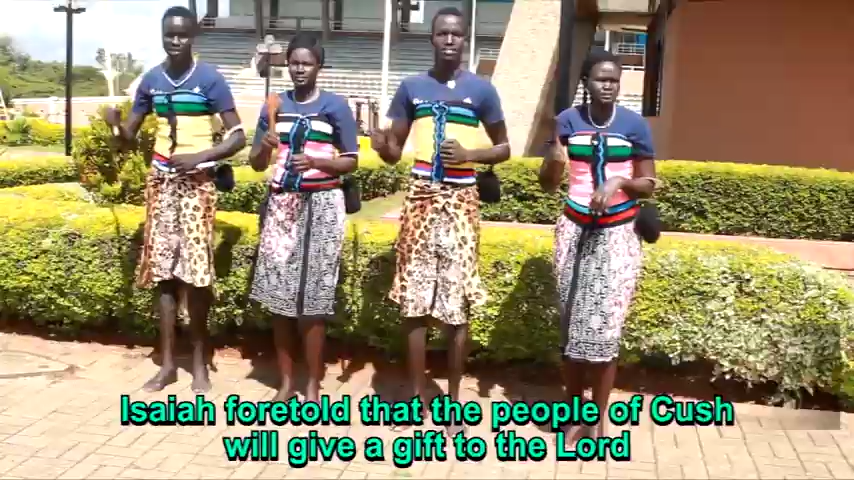 Isaiah foretold that the people of Cush
will give a gift to the Lord